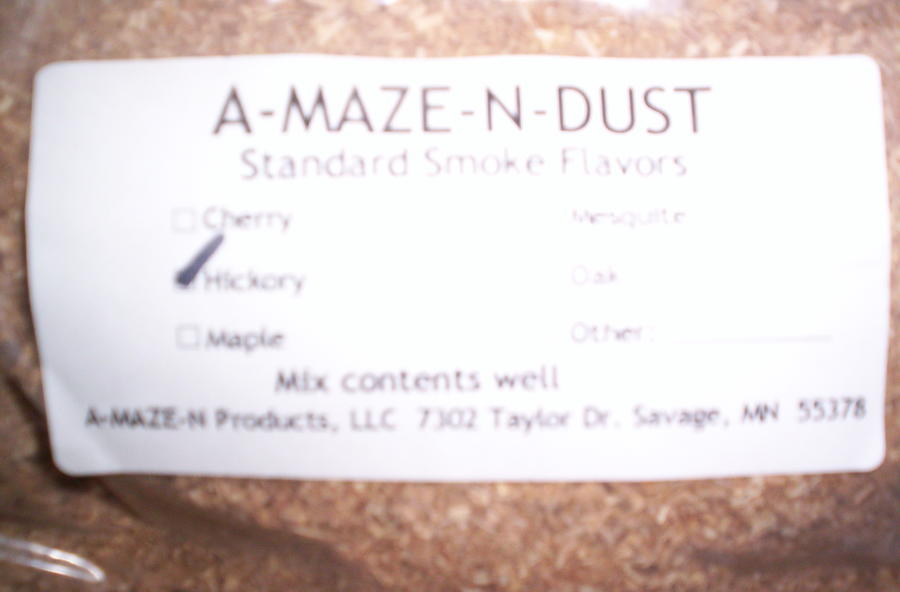 A-MAZE-N-DUST
Standard Smoke Flavors
Cherry Mesquite
Hickory Oak
Maple Other:
Mix contents well
A-MAZE-N Products, LLC 7302 Taylor Dr. Savage, MN 55378